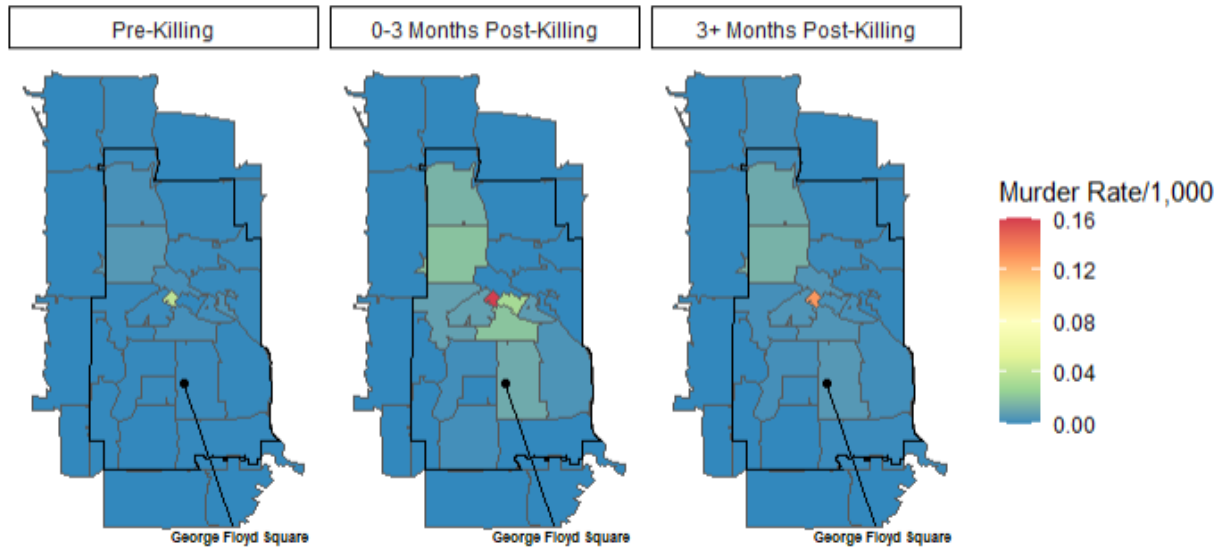 Pre-Killing
0-3 Months Post-Killing
3+ Months Post-Killing
Murder Rate/1,000
0.16
0.12
0.08
0.04
0.00
George Floyd Square
George Floyd Square
George Floyd Square